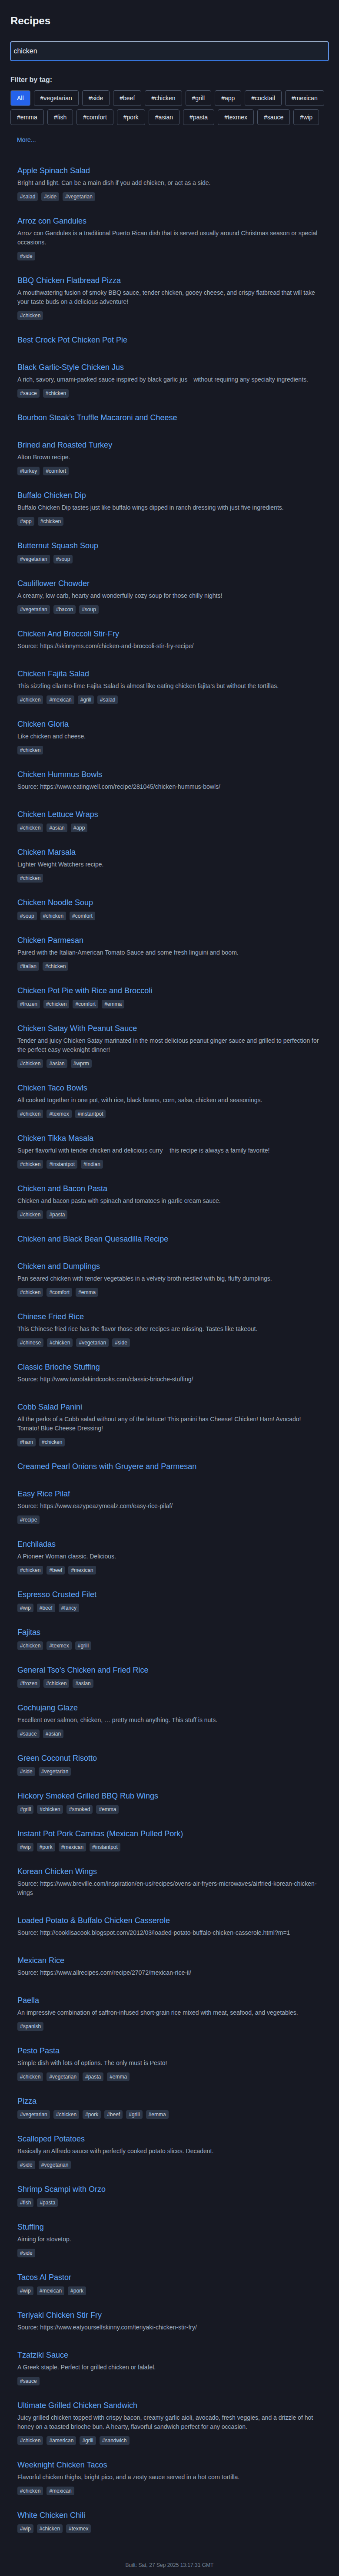 Recipes
chicken
Filter by tag:
All #vegetarian #side #beef #chicken #grill #app #cocktail #mexican
#emma #fish #comfort #pork #asian #pasta #texmex #sauce #wip
More...
Apple Spinach Salad
Bright and light. Can be a main dish if you add chicken, or act as a side.
#salad #side #vegetarian
Arroz con Gandules
Arroz con Gandules is a traditional Puerto Rican dish that is served usually around Christmas season or special
occasions.
#side
BBQ Chicken Flatbread Pizza
A mouthwatering fusion of smoky BBQ sauce, tender chicken, gooey cheese, and crispy flatbread that will take
your taste buds on a delicious adventure!
#chicken
Best Crock Pot Chicken Pot Pie
Black Garlic-Style Chicken Jus
A rich, savory, umami-packed sauce inspired by black garlic jus—without requiring any specialty ingredients.
#sauce #chicken
Bourbon Steak's Truffle Macaroni and Cheese
Brined and Roasted Turkey
Alton Brown recipe.
#turkey #comfort
Buffalo Chicken Dip
Buffalo Chicken Dip tastes just like buffalo wings dipped in ranch dressing with just five ingredients.
#app #chicken
Butternut Squash Soup
#vegetarian #soup
Cauliflower Chowder
A creamy, low carb, hearty and wonderfully cozy soup for those chilly nights!
#vegetarian #bacon #soup
Chicken And Broccoli Stir-Fry
Source: https://skinnyms.com/chicken-and-broccoli-stir-fry-recipe/
Chicken Fajita Salad
This sizzling cilantro-lime Fajita Salad is almost like eating chicken fajita's but without the tortillas.
#chicken #mexican #grill #salad
Chicken Gloria
Like chicken and cheese.
#chicken
Chicken Hummus Bowls
Source: https://www.eatingwell.com/recipe/281045/chicken-hummus-bowls/
Chicken Lettuce Wraps
#chicken #asian #app
Chicken Marsala
Lighter Weight Watchers recipe.
#chicken
Chicken Noodle Soup
#soup #chicken #comfort
Chicken Parmesan
Paired with the Italian-American Tomato Sauce and some fresh linguini and boom.
#italian #chicken
Chicken Pot Pie with Rice and Broccoli
#frozen #chicken #comfort #emma
Chicken Satay With Peanut Sauce
Tender and juicy Chicken Satay marinated in the most delicious peanut ginger sauce and grilled to perfection for
the perfect easy weeknight dinner!
#chicken #asian #wprm
Chicken Taco Bowls
All cooked together in one pot, with rice, black beans, corn, salsa, chicken and seasonings.
#chicken #texmex #instantpot
Chicken Tikka Masala
Super flavorful with tender chicken and delicious curry – this recipe is always a family favorite!
#chicken #instantpot #indian
Chicken and Bacon Pasta
Chicken and bacon pasta with spinach and tomatoes in garlic cream sauce.
#chicken #pasta
Chicken and Black Bean Quesadilla Recipe
Chicken and Dumplings
Pan seared chicken with tender vegetables in a velvety broth nestled with big, fluffy dumplings.
#chicken #comfort #emma
Chinese Fried Rice
This Chinese fried rice has the flavor those other recipes are missing. Tastes like takeout.
#chinese #chicken #vegetarian #side
Classic Brioche Stuffing
Source: http://www.twoofakindcooks.com/classic-brioche-stuffing/
Cobb Salad Panini
All the perks of a Cobb salad without any of the lettuce! This panini has Cheese! Chicken! Ham! Avocado!
Tomato! Blue Cheese Dressing!
#ham #chicken
Creamed Pearl Onions with Gruyere and Parmesan
Easy Rice Pilaf
Source: https://www.eazypeazymealz.com/easy-rice-pilaf/
#recipe
Enchiladas
A Pioneer Woman classic. Delicious.
#chicken #beef #mexican
Espresso Crusted Filet
#wip #beef #fancy
Fajitas
#chicken #texmex #grill
General Tso's Chicken and Fried Rice
#frozen #chicken #asian
Gochujang Glaze
Excellent over salmon, chicken, … pretty much anything. This stuff is nuts.
#sauce #asian
Green Coconut Risotto
#side #vegetarian
Hickory Smoked Grilled BBQ Rub Wings
#grill #chicken #smoked #emma
Instant Pot Pork Carnitas (Mexican Pulled Pork)
#wip #pork #mexican #instantpot
Korean Chicken Wings
Source: https://www.breville.com/inspiration/en-us/recipes/ovens-air-fryers-microwaves/airfried-korean-chicken-
wings
Loaded Potato & Buffalo Chicken Casserole
Source: http://cooklisacook.blogspot.com/2012/03/loaded-potato-buffalo-chicken-casserole.html?m=1
Mexican Rice
Source: https://www.allrecipes.com/recipe/27072/mexican-rice-ii/
Paella
An impressive combination of saffron-infused short-grain rice mixed with meat, seafood, and vegetables.
#spanish
Pesto Pasta
Simple dish with lots of options. The only must is Pesto!
#chicken #vegetarian #pasta #emma
Pizza
#vegetarian #chicken #pork #beef #grill #emma
Scalloped Potatoes
Basically an Alfredo sauce with perfectly cooked potato slices. Decadent.
#side #vegetarian
Shrimp Scampi with Orzo
#fish #pasta
Stuffing
Aiming for stovetop.
#side
Tacos Al Pastor
#wip #mexican #pork
Teriyaki Chicken Stir Fry
Source: https://www.eatyourselfskinny.com/teriyaki-chicken-stir-fry/
Tzatziki Sauce
A Greek staple. Perfect for grilled chicken or falafel.
#sauce
Ultimate Grilled Chicken Sandwich
Juicy grilled chicken topped with crispy bacon, creamy garlic aioli, avocado, fresh veggies, and a drizzle of hot
honey on a toasted brioche bun. A hearty, flavorful sandwich perfect for any occasion.
#chicken #american #grill #sandwich
Weeknight Chicken Tacos
Flavorful chicken thighs, bright pico, and a zesty sauce served in a hot corn tortilla.
#chicken #mexican
White Chicken Chili
#wip #chicken #texmex
Built: Sat, 27 Sep 2025 13:17:31 GMT